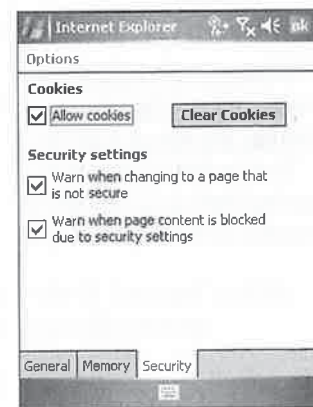 Internet Explorer ok
Options
Cookies
Allow cookies Clear Cookies
Security settings
Warn when changing to a page that
is not secure
Warn when page content is blocked
due to security settings
General Memory Security